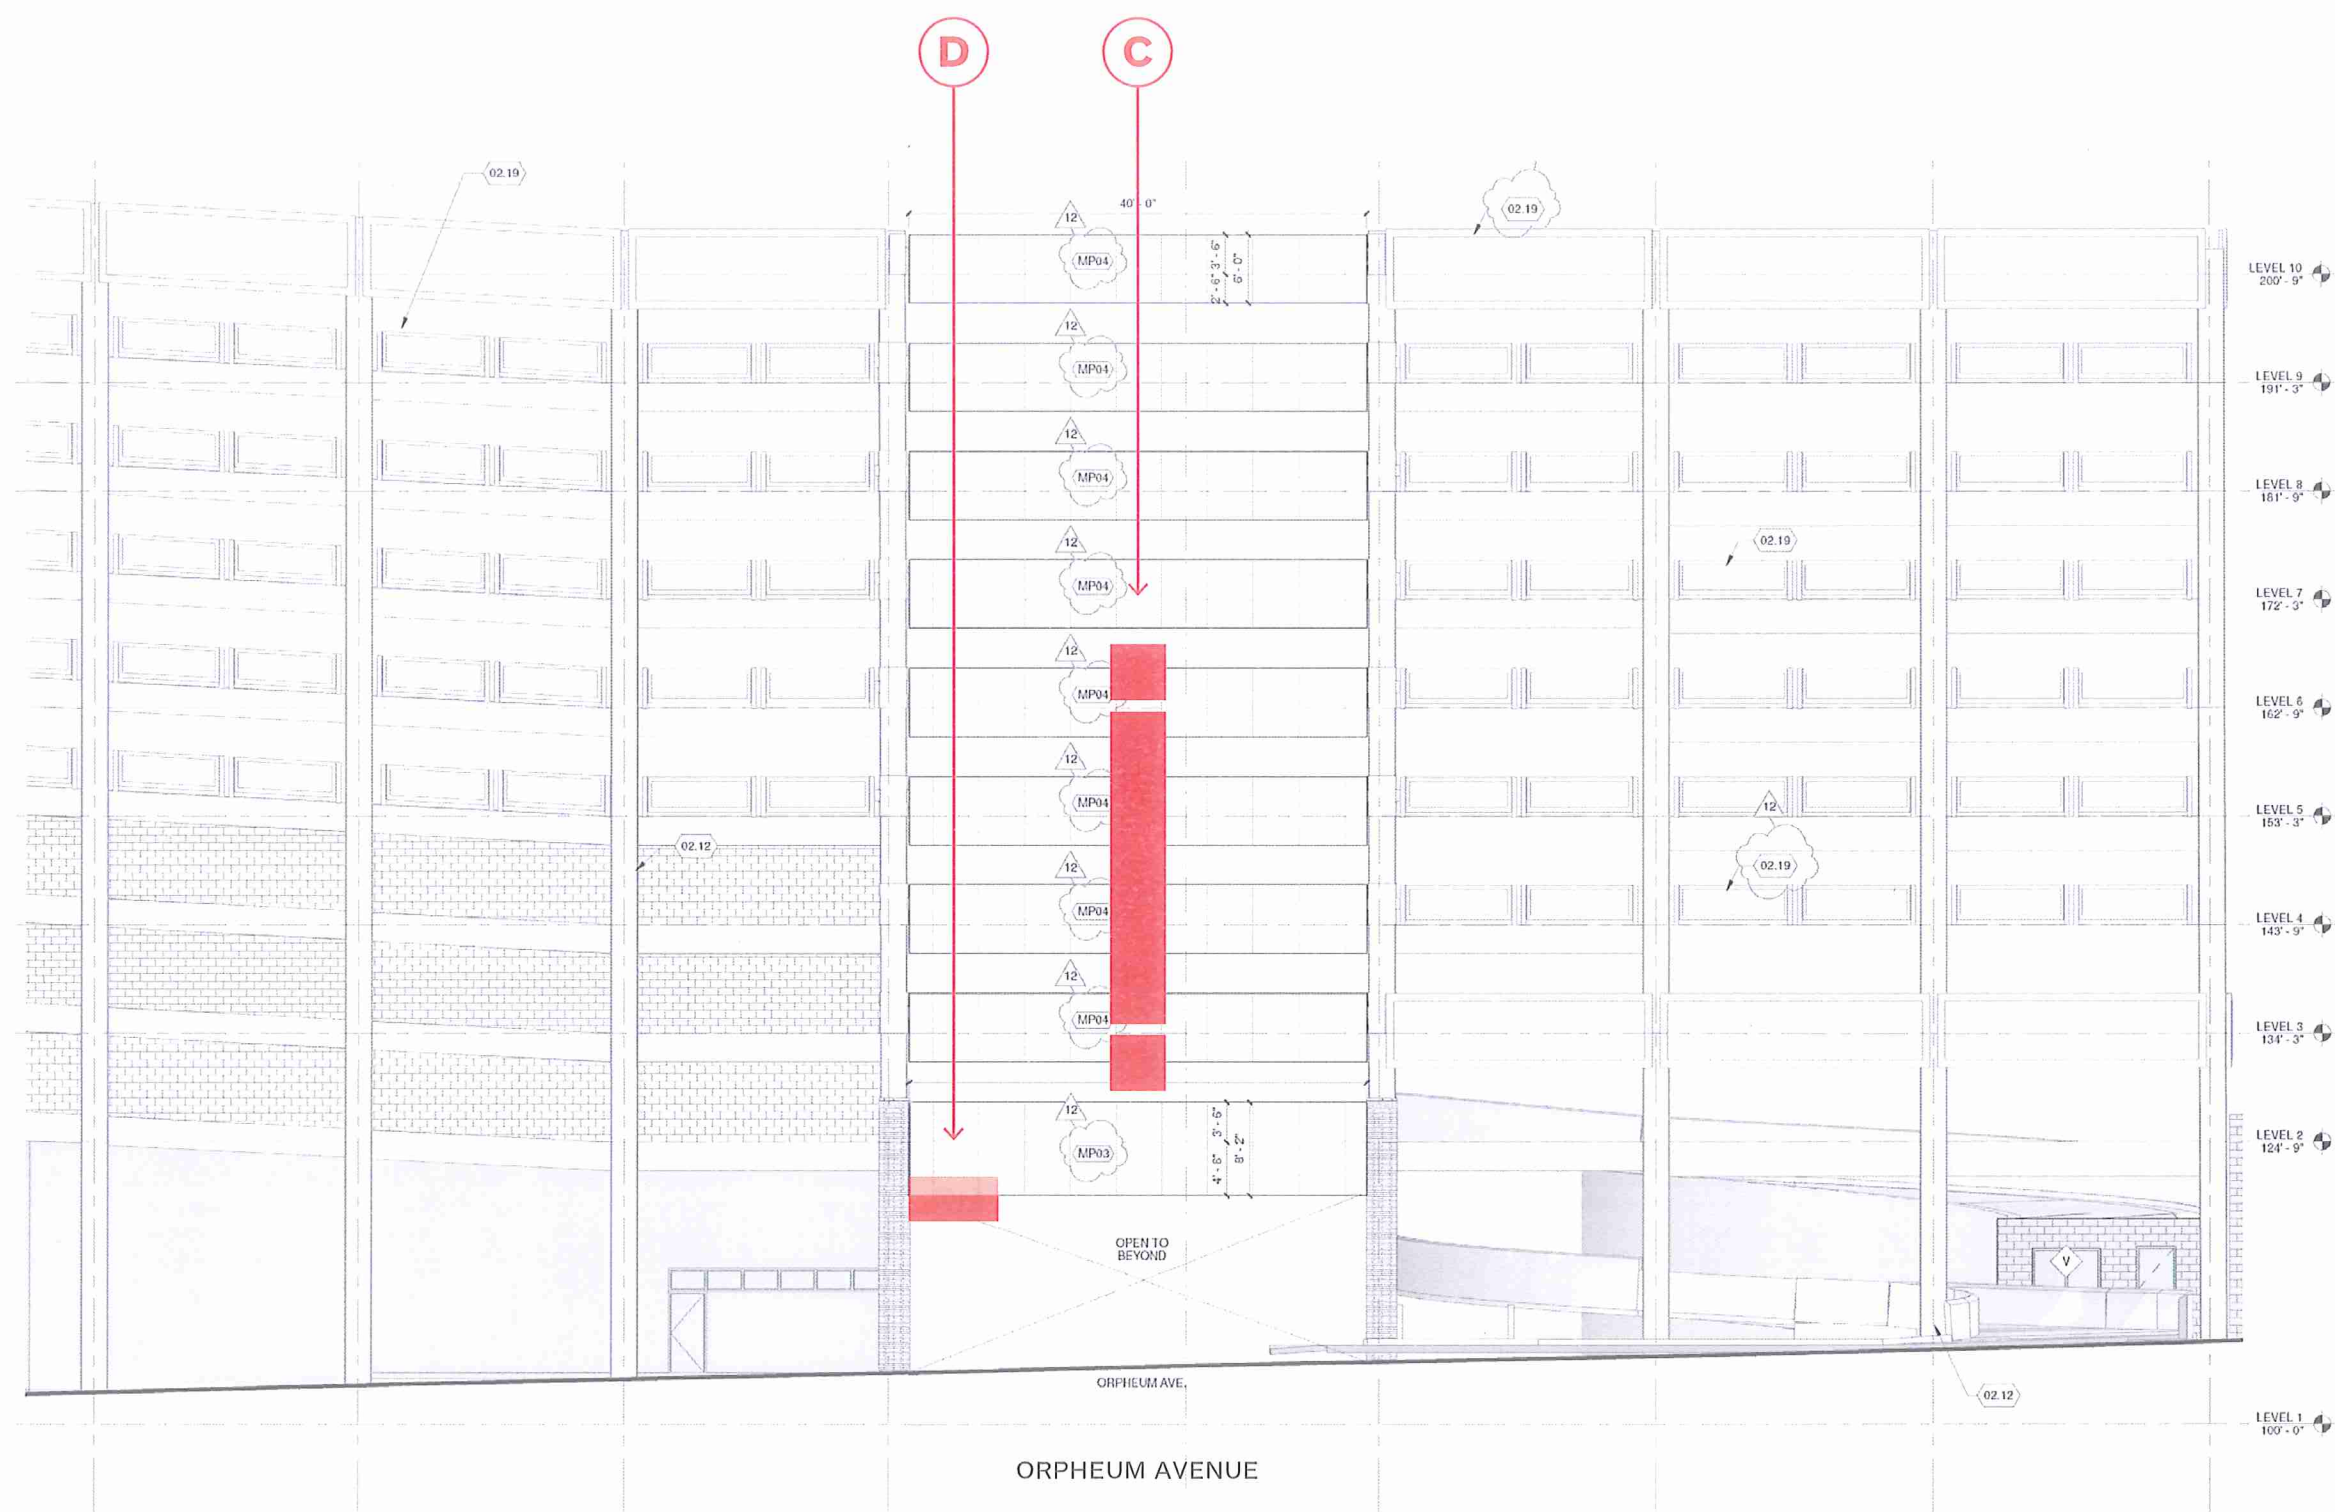 D
C
02.19
40' - 0"
12
02.19
MP04
2' - 6"
3' - 6"
6' - 0"
LEVEL 10
200' - 9"
12
MP04
LEVEL 9
191' - 3"
12
MP04
LEVEL 8
181' - 9"
12
02.19
MP04
LEVEL 7
172' - 3"
12
MP04
LEVEL 6
162' - 9"
12
MP04
12
LEVEL 5
153' - 3"
02.12
12
02.19
MP04
LEVEL 4
143' - 9"
12
MP04
LEVEL 3
134' - 3"
12
3' - 6"
MP03
8' - 2"
LEVEL 2
124' - 9"
OPEN TO
BEYOND
V
ORPHEUM AVE.
02.12
LEVEL 1
100' - 0"
ORPHEUM AVENUE